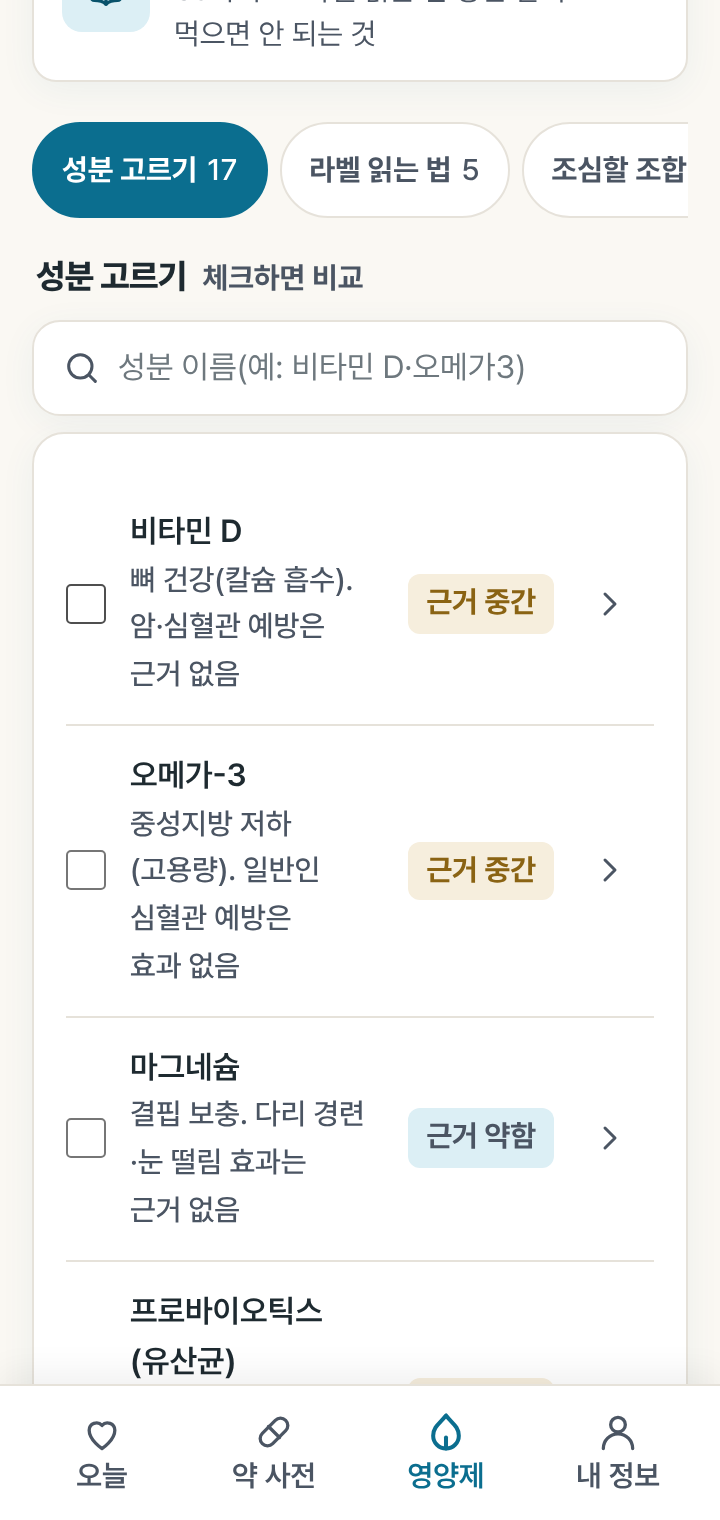 먹으면 안 되는 것
성분 고르기 17
라벨 읽는 법 5
조심할 조합
성분 고르기 체크하면 비교
성분 이름(예: 비타민 D·오메가3)
비타민 D
뼈 건강(칼슘 흡수).
암·심혈관 예방은
근거 없음
근거 중간
오메가-3
중성지방 저하
(고용량). 일반인
심혈관 예방은
효과 없음
근거 중간
마그네슘
결핍 보충. 다리 경련
·눈 떨림 효과는
근거 없음
근거 약함
프로바이오틱스
(유산균)
오늘
약 사전
영양제
내 정보